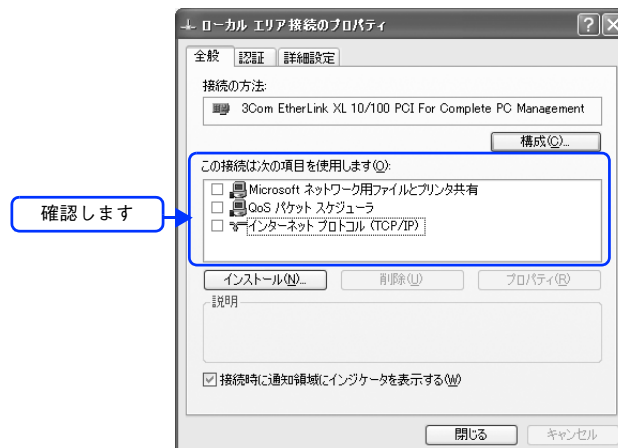 ローカル エリア接続のプロパティ
全般
認証
詳細設定
接続の方法:
3Com EtherLink XL 10/100 PCI For Complete PC Management
構成(C)...
この接続は次の項目を使用します(O):
Microsoft ネットワーク用ファイルとプリンタ共有
QoS パケット スケジューラ
インターネット プロトコル (TCP/IP)
確認します
インストール(N)...
削除(U)
プロパティ(R)
説明
接続時に通知領域にインジケータを表示する(W)
閉じる
キャンセル